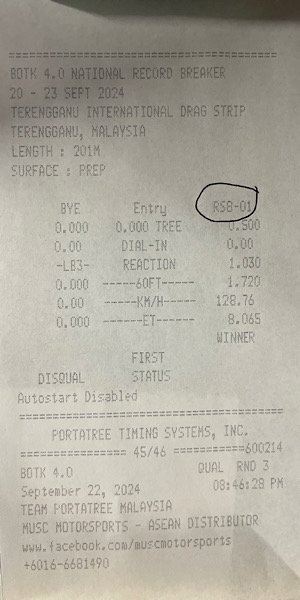 =============================================
BOTK 4.0 NATIONAL RECORD BREAKER
20 - 23 SEPT 2024
TERENGGANU INTERNATIONAL DRAG STRIP
TERENGGANU, MALAYSIA
LENGTH : 201M
SURFACE : PREP
BYE Entry RSB-01
0.000 0.000 TREE 0.500
0.00 DIAL-IN 0.00
-LB3- REACTION 1.030
0.000 ------60FT------ 1.720
0.00 ------KM/H------ 128.76
0.000 -------ET------- 8.065
WINNER
FIRST
DISQUAL STATUS
Autostart Disabled
=============================================
PORTATREE TIMING SYSTEMS, INC.
================ 45/46 ===========600214
BOTK 4.0 QUAL RND 3
September 22, 2024 08:46:28 PM
TEAM PORTATREE MALAYSIA
MUSC MOTORSPORTS - ASEAN DISTRIBUTOR
www.facebook.com/muscmotorsports
+6016-6681490